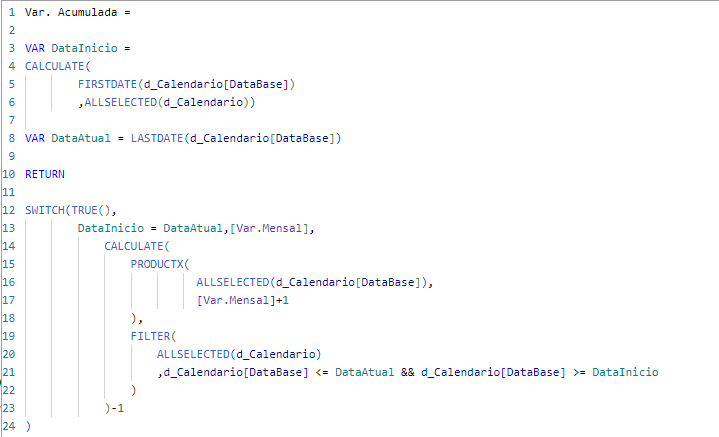 1 Var. Acumulada =
2
3 VAR DataInicio =
4 CALCULATE(
5 FIRSTDATE(d_Calendario[DataBase])
6 ,ALLSELECTED(d_Calendario))
7
8 VAR DataAtual = LASTDATE(d_Calendario[DataBase])
9
10 RETURN
11
12 SWITCH(TRUE(),
13 DataInicio = DataAtual,[Var.Mensal],
14 CALCULATE(
15 PRODUCTX(
16 ALLSELECTED(d_Calendario[DataBase]),
17 [Var.Mensal]+1
18 ),
19 FILTER(
20 ALLSELECTED(d_Calendario)
21 ,d_Calendario[DataBase] <= DataAtual && d_Calendario[DataBase] >= DataInicio
22 )
23 )-1
24 )